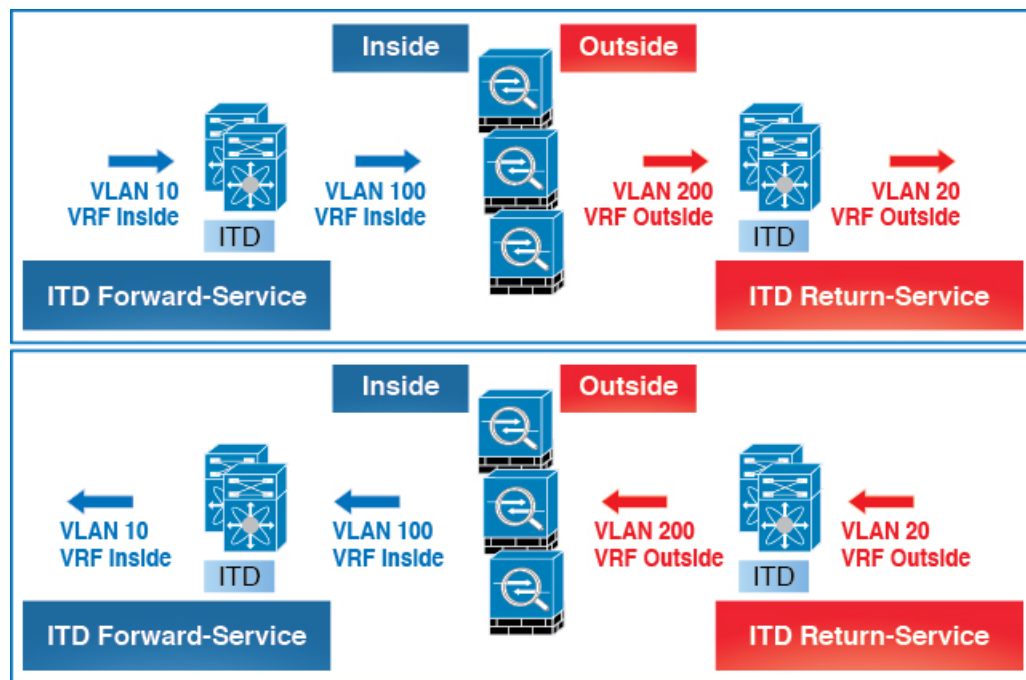 Inside
Outside
VLAN 10
VRF Inside
VLAN 100
VRF Inside
VLAN 200
VRF Outside
VLAN 20
VRF Outside
ITD
ITD
ITD Forward-Service
ITD Return-Service
Inside
Outside
VLAN 10
VRF Inside
VLAN 100
VRF Inside
VLAN 200
VRF Outside
VLAN 20
VRF Outside
ITD
ITD
ITD Forward-Service
ITD Return-Service